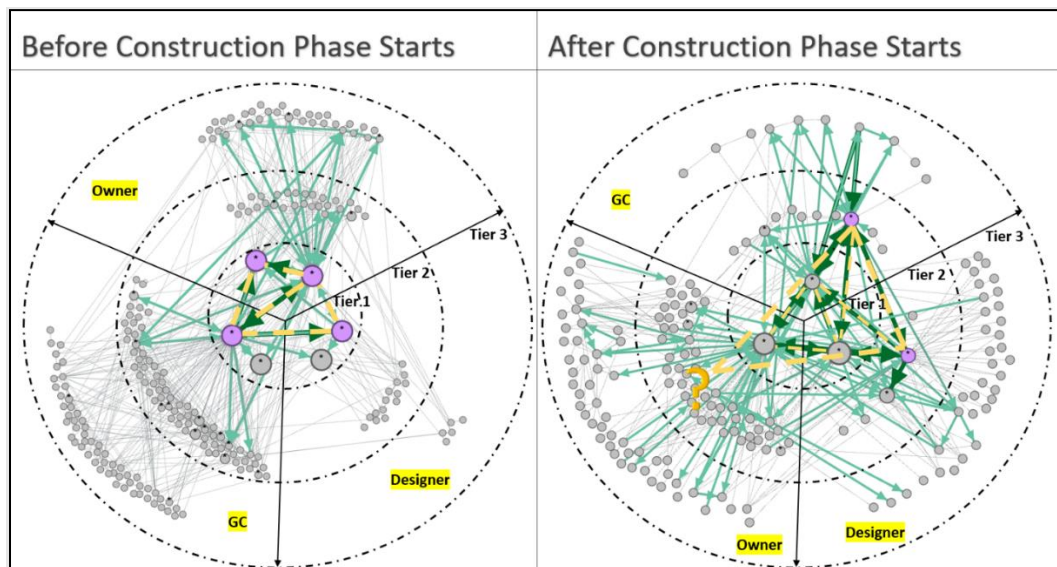 Before Construction Phase Starts
After Construction Phase Starts
Owner
Tier 3
Tier 2
Tier 1
Designer
GC
GC
Tier 3
Tier 2
Tier 1
?
Designer
Owner